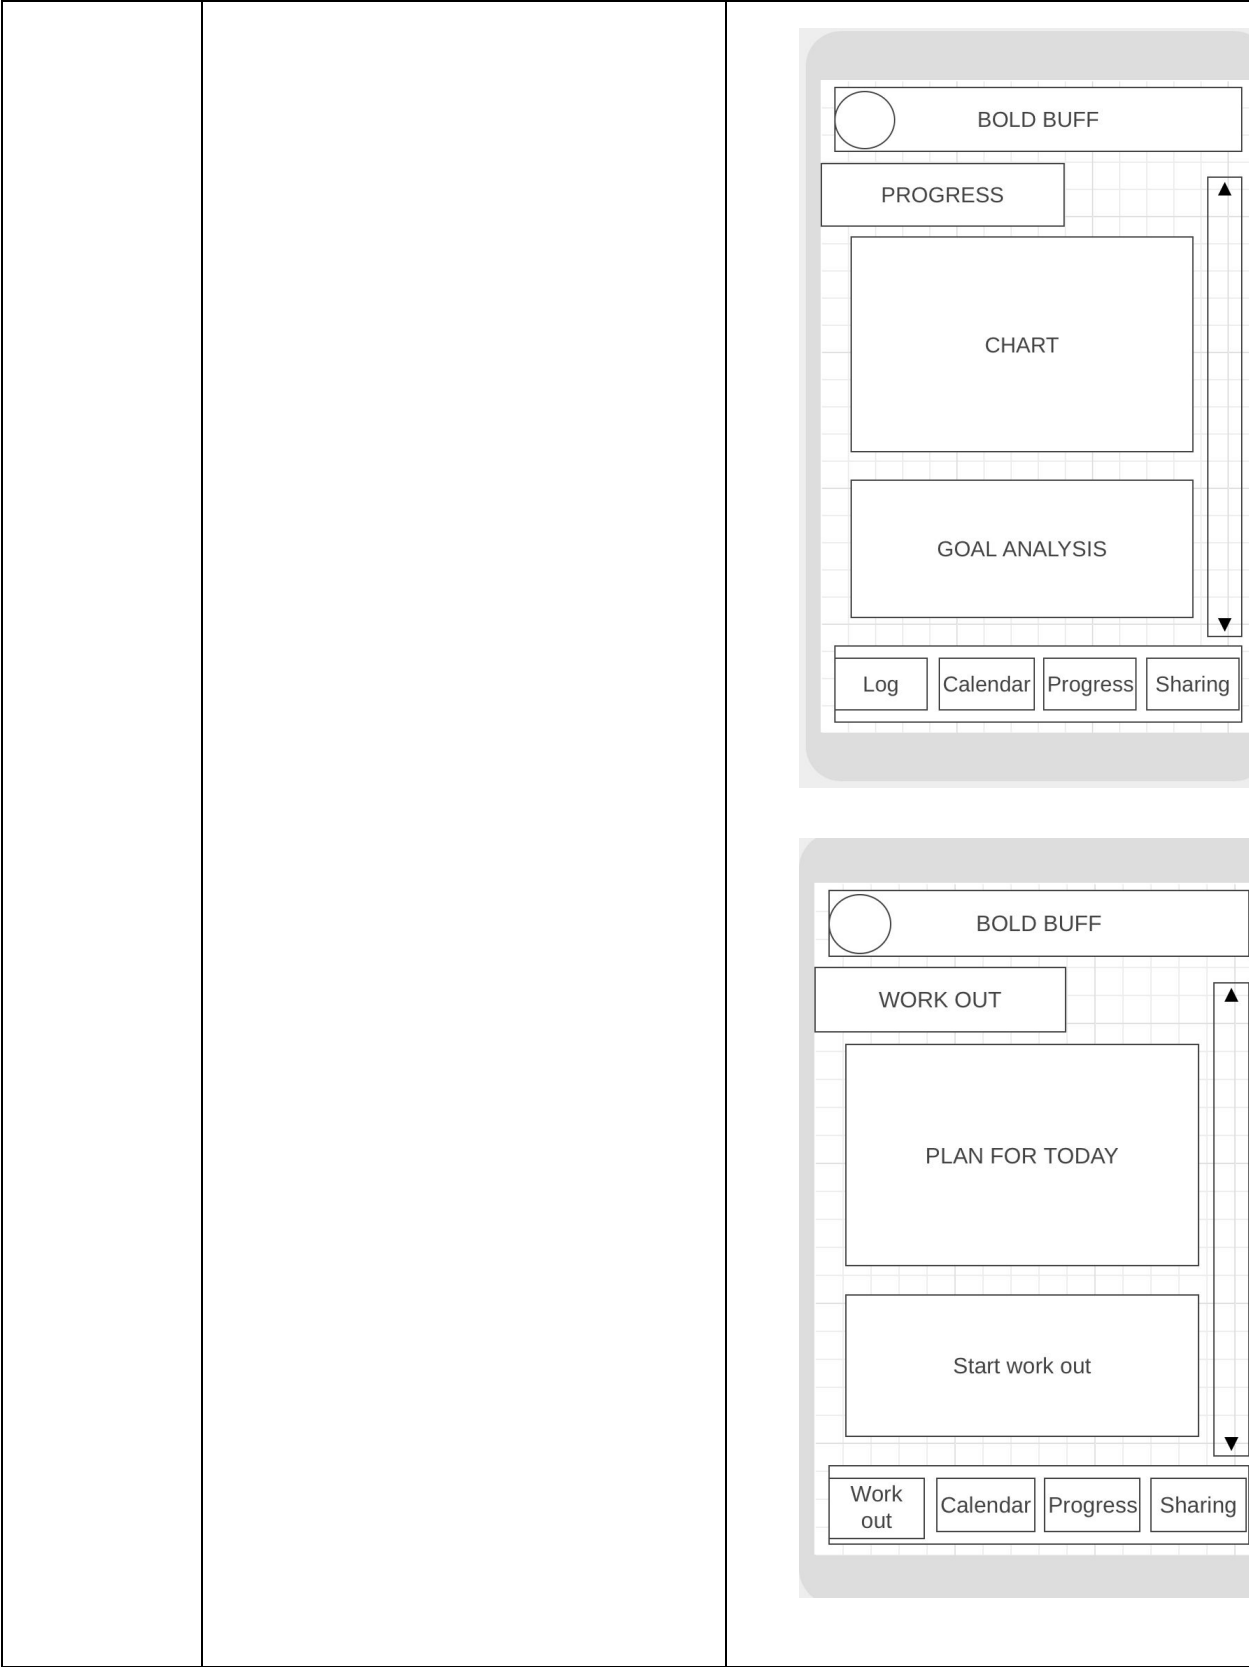 BOLD BUFF
PROGRESS
CHART
GOAL ANALYSIS
Log Calendar Progress Sharing
BOLD BUFF
WORK OUT
PLAN FOR TODAY
Start work out
Work
out
Calendar Progress Sharing